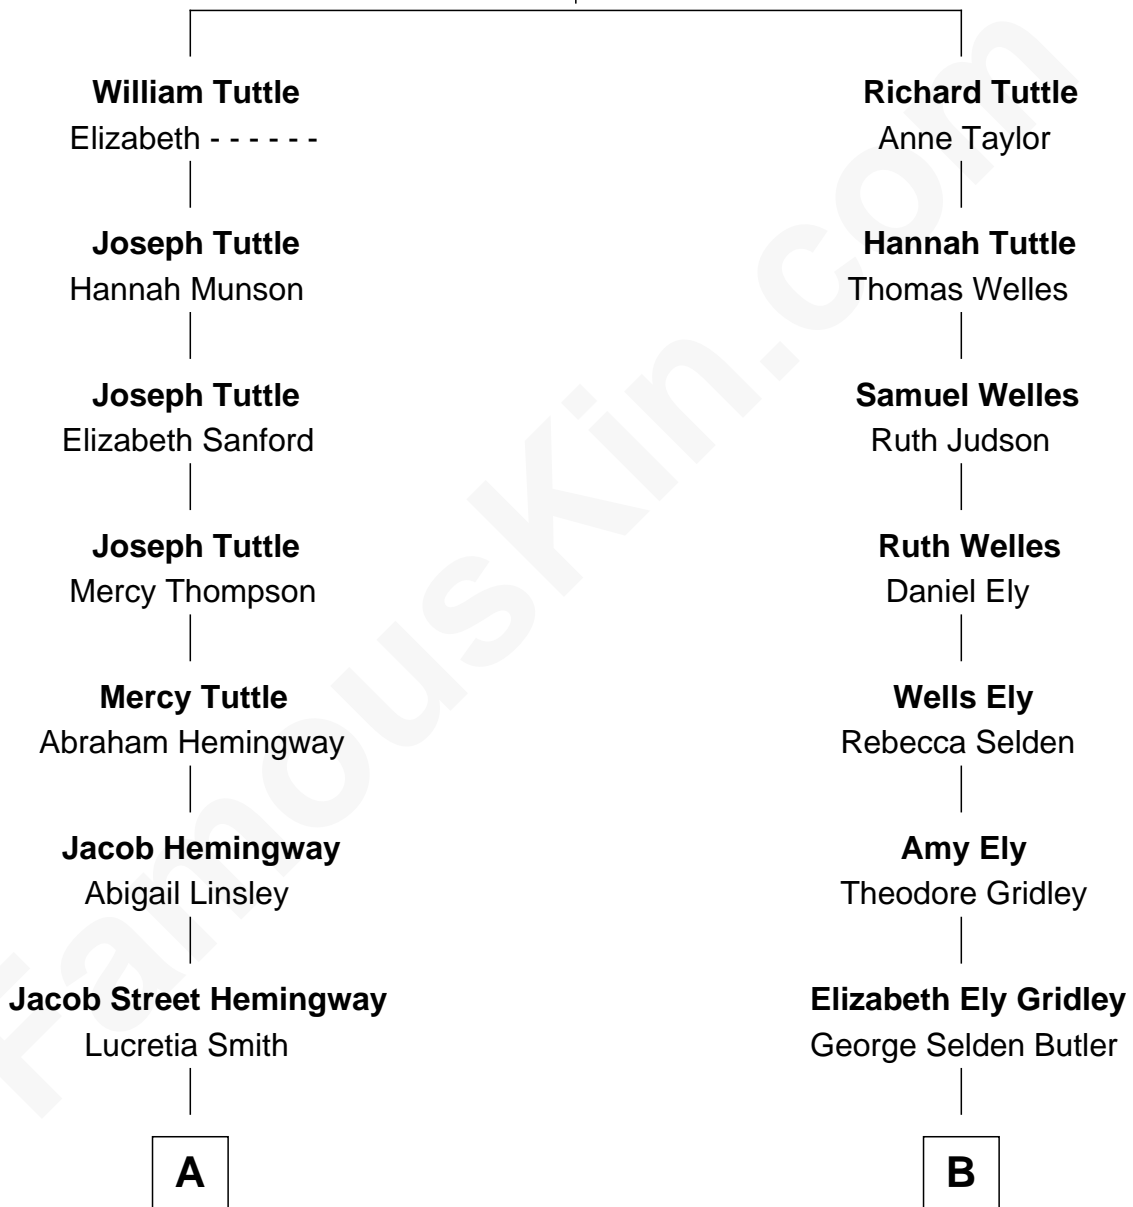 William Tuttle
Elizabeth - - - - - -
Joseph Tuttle
Hannah Munson
Joseph Tuttle
Elizabeth Sanford
Joseph Tuttle
Mercy Thompson
Mercy Tuttle
Abraham Hemingway
Jacob Hemingway
Abigail Linsley
Jacob Street Hemingway
Lucretia Smith
A
Richard Tuttle
Anne Taylor
Hannah Tuttle
Thomas Welles
Samuel Welles
Ruth Judson
Ruth Welles
Daniel Ely
Wells Ely
Rebecca Selden
Amy Ely
Theodore Gridley
Elizabeth Ely Gridley
George Selden Butler
B
FamousKin.com